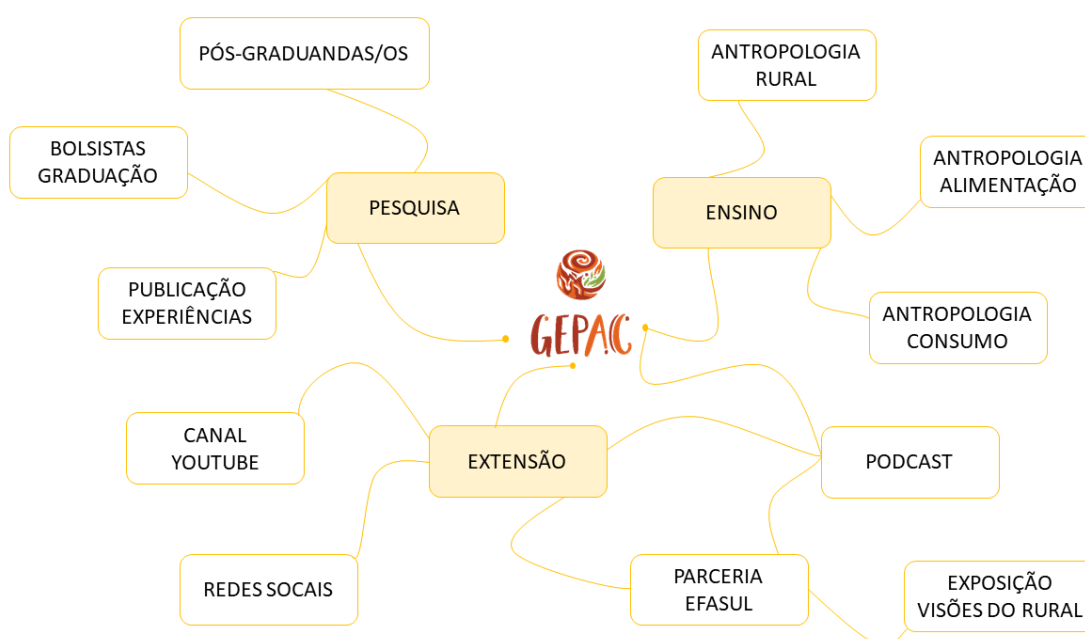 PÓS-GRADUANDAS/OS
BOLSISTAS
GRADUAÇÃO
PESQUISA
PUBLICAÇÃO
EXPERIÊNCIAS
ANTROPOLOGIA
RURAL
ENSINO
ANTROPOLOGIA
ALIMENTAÇÃO
ANTROPOLOGIA
CONSUMO
GEPAC
CANAL
YOUTUBE
EXTENSÃO
PODCAST
REDES SOCAIS
PARCERIA
EFASUL
EXPOSIÇÃO
VISÕES DO RURAL